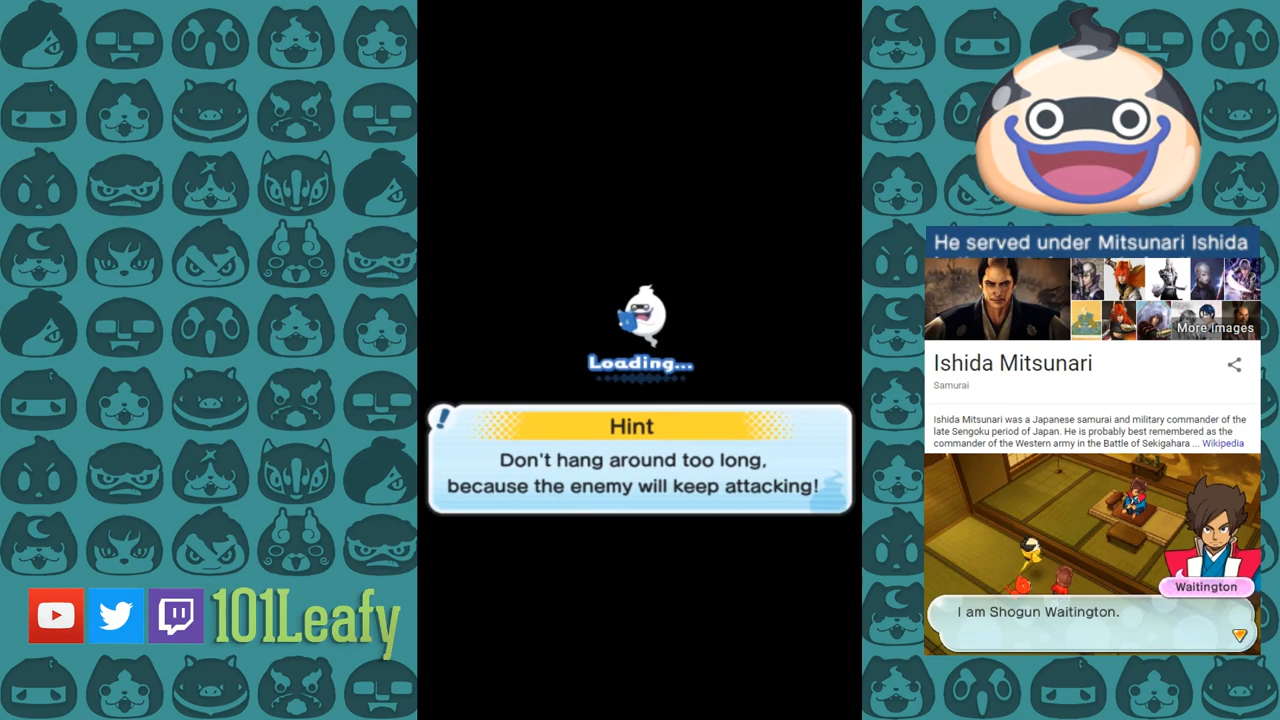 Loading...
Hint
Don't hang around too long,
because the enemy will keep attacking!
101Leafy
He served under Mitsunari Ishida
More images
Ishida Mitsunari
Samurai
Ishida Mitsunari was a Japanese samurai and military commander of the
late Sengoku period of Japan. He is probably best remembered as the
commander of the Western army in the Battle of Sekigahara ... Wikipedia
Waitington
I am Shogun Waitington.